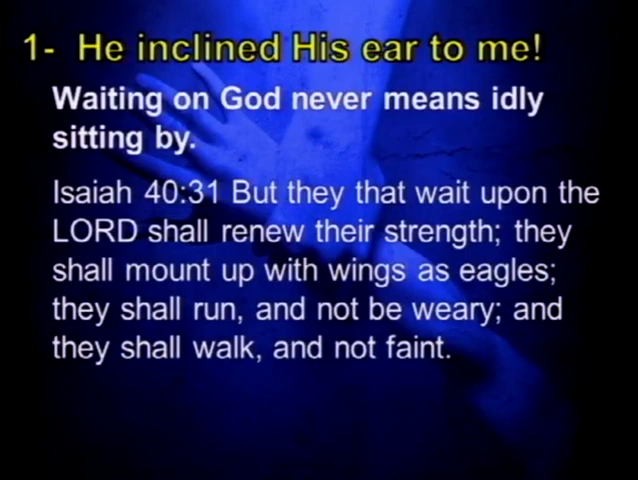 1- He inclined His ear to me!
Waiting on God never means idly
sitting by.
Isaiah 40:31 But they that wait upon the
LORD shall renew their strength; they
shall mount up with wings as eagles;
they shall run, and not be weary; and
they shall walk, and not faint.